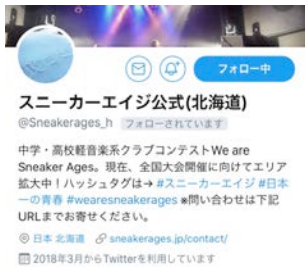 フォロー中
スニーカーエイジ公式(北海道)
@Sneakerages_h フォローされています
中学・高校軽音楽系クラブコンテストWe are
Sneaker Ages。現在、全国大会開催に向けてエリア
拡大中！ハッシュタグは→ #スニーカーエイジ #日本
一の青春 #wearesneakerages ※問い合わせは下記
URLまでお寄せください。
日本 北海道 sneakerages.jp/contact/
2018年3月からTwitterを利用しています